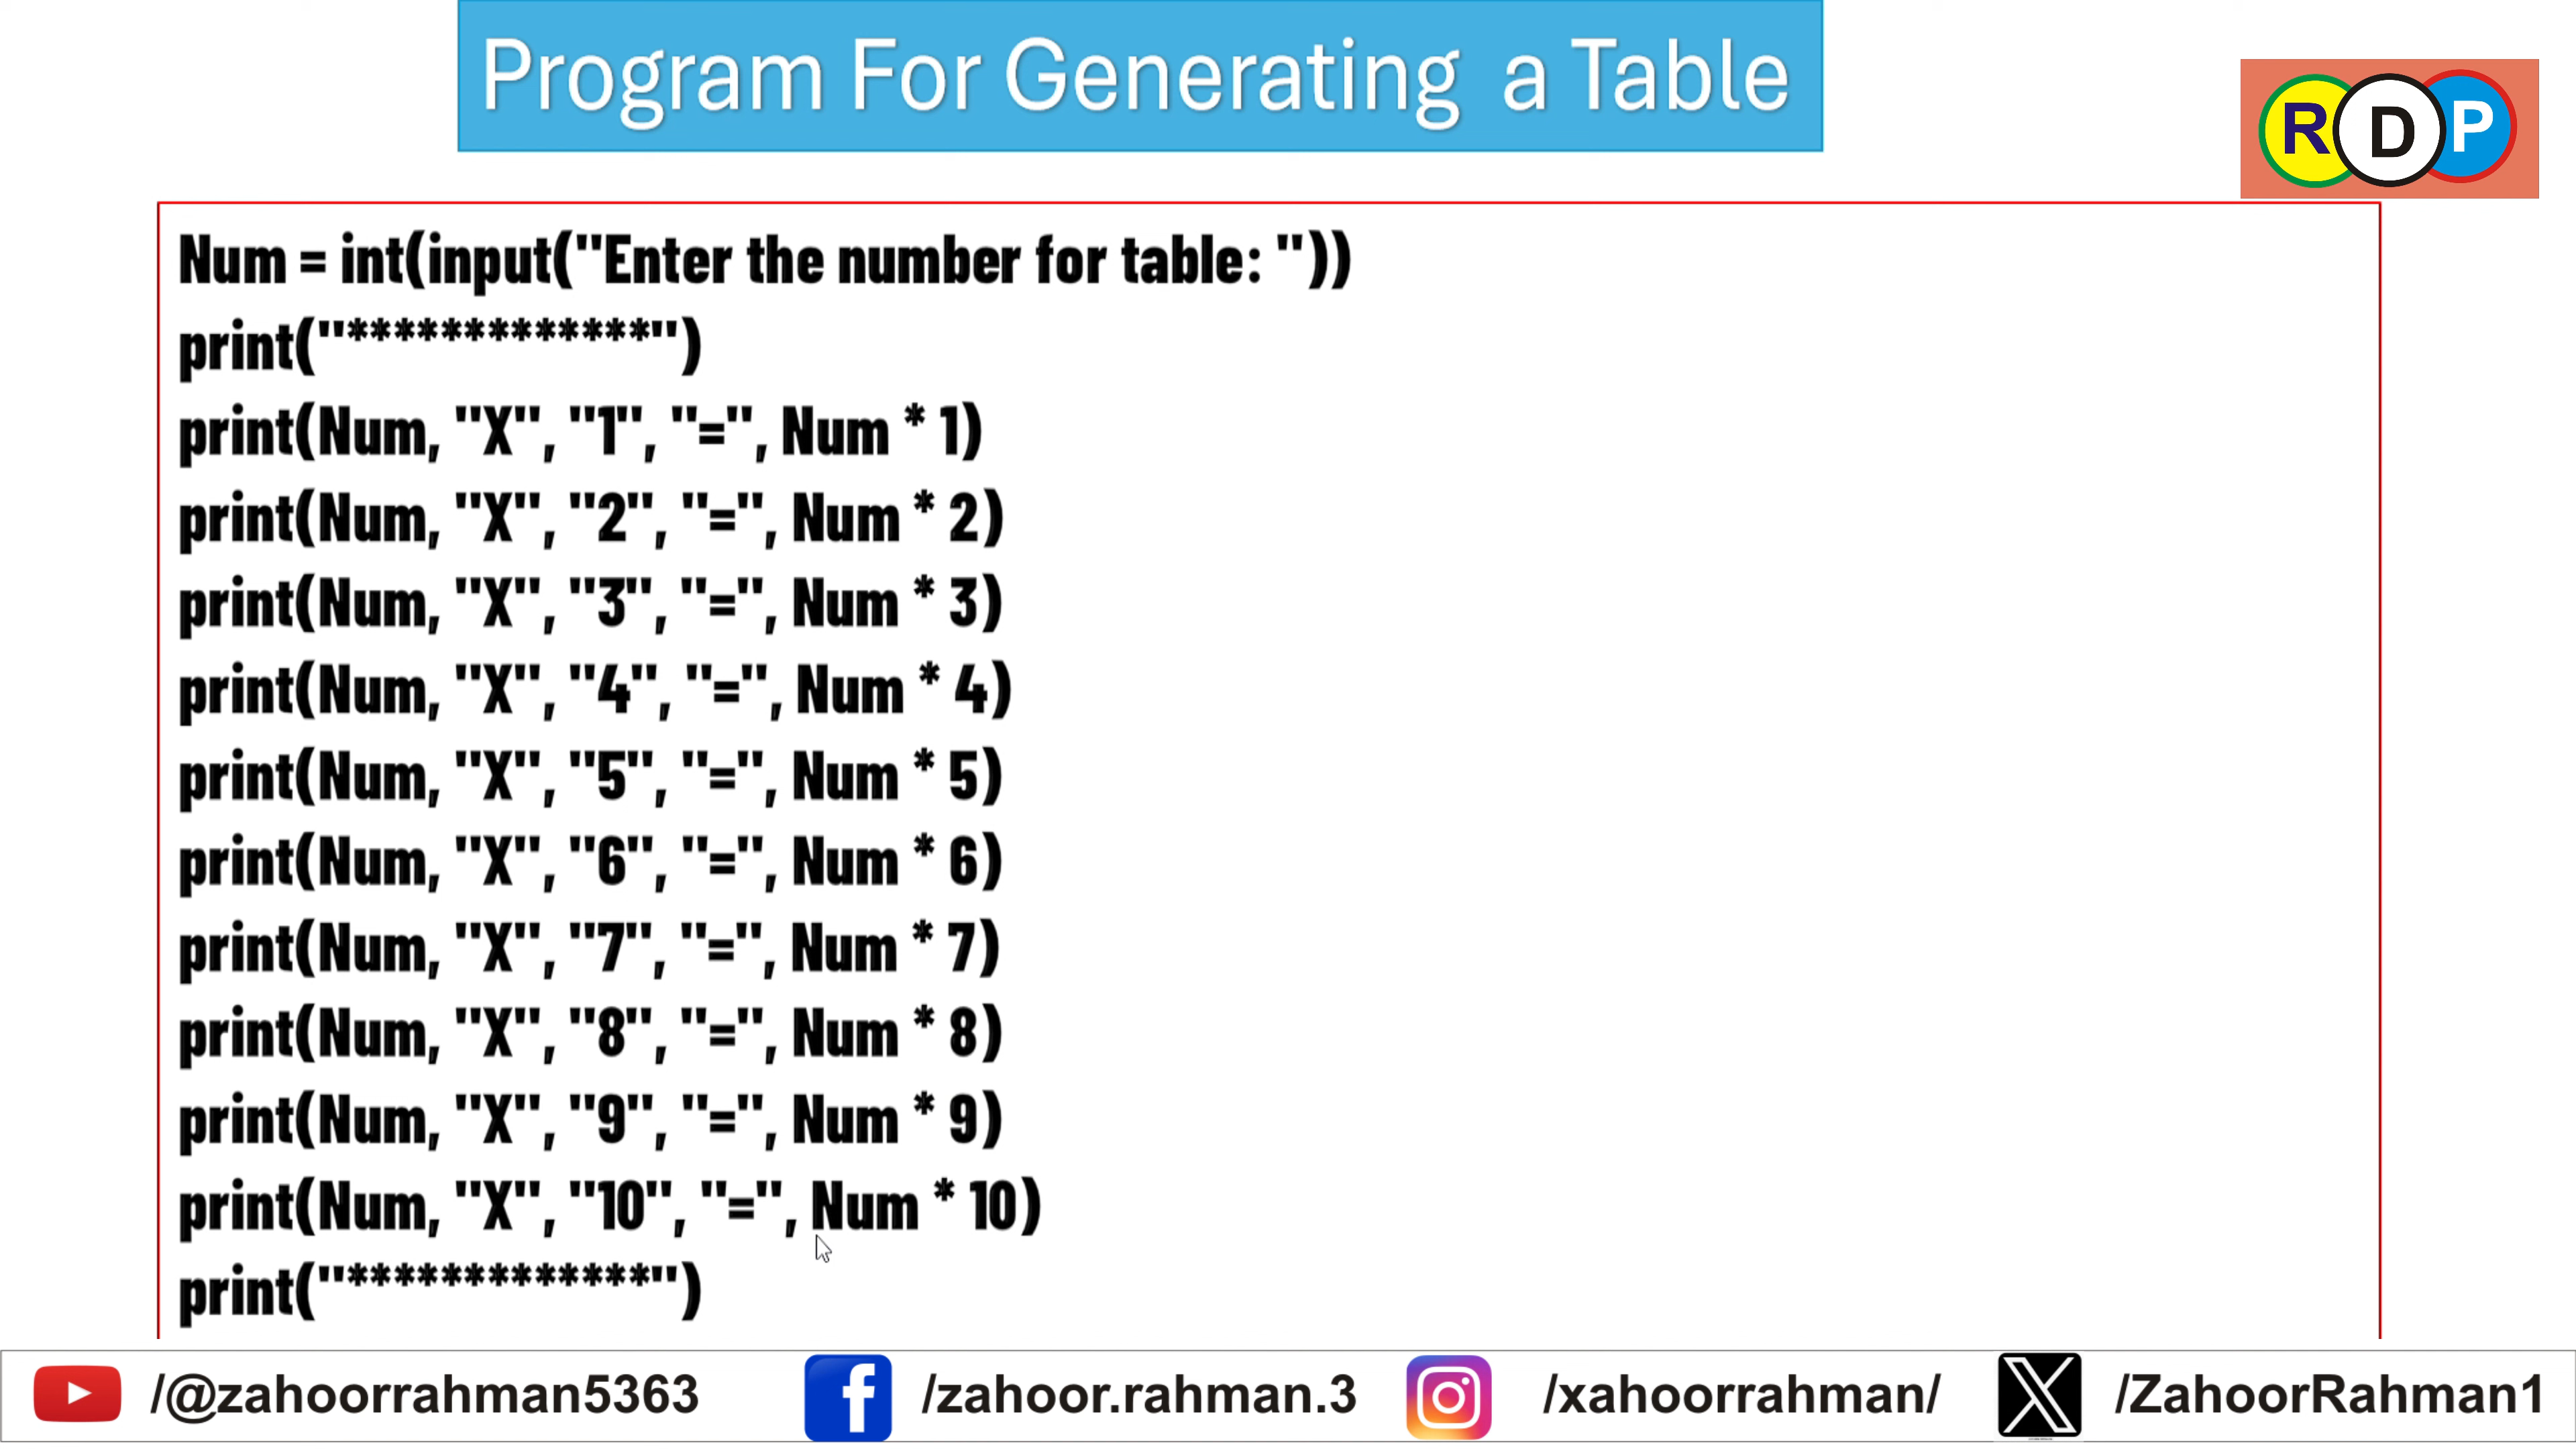 Program For Generating a Table
R D P
Num = int(input("Enter the number for table: "))
print("*************")
print(Num, "X", "1", "=", Num * 1)
print(Num, "X", "2", "=", Num * 2)
print(Num, "X", "3", "=", Num * 3)
print(Num, "X", "4", "=", Num * 4)
print(Num, "X", "5", "=", Num * 5)
print(Num, "X", "6", "=", Num * 6)
print(Num, "X", "7", "=", Num * 7)
print(Num, "X", "8", "=", Num * 8)
print(Num, "X", "9", "=", Num * 9)
print(Num, "X", "10", "=", Num * 10)
print("*************")
/@zahoorrahman5363 /zahoor.rahman.3 /xahoorrahman/ /ZahoorRahman1